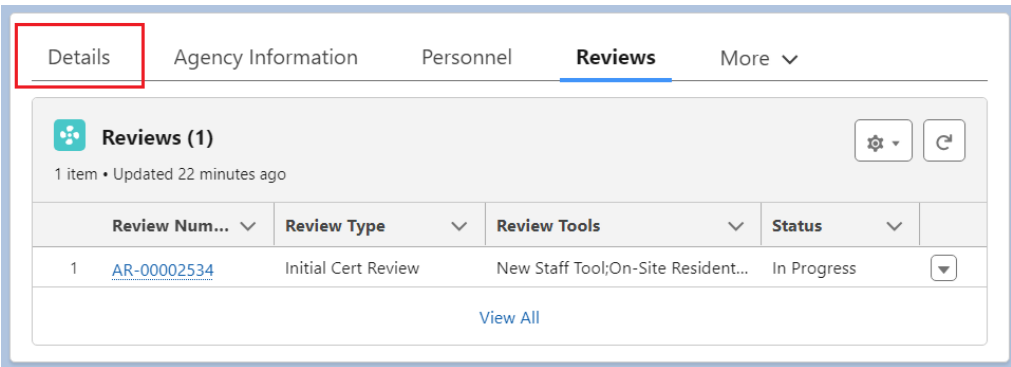 Details Agency Information Personnel Reviews More
Reviews (1)
1 item • Updated 22 minutes ago
Review Num... Review Type Review Tools Status
1 AR-00002534 Initial Cert Review New Staff Tool;On-Site Resident... In Progress
View All